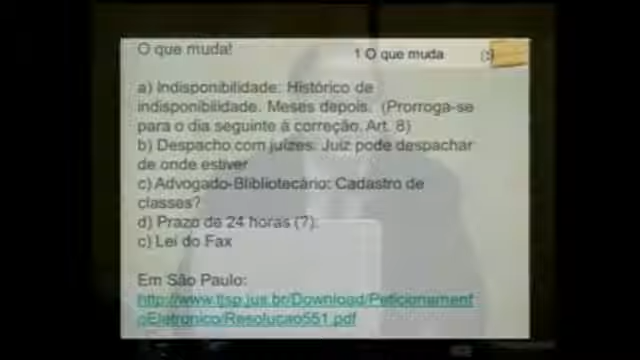 O que muda!
1 O que muda
a) Indisponibilidade: Histórico de
indisponibilidade. Meses depois. (Prorroga-se
para o dia seguinte á correção. Art. 8)
b) Despacho com juízes. Juiz pode despachar
de onde estiver
c) Advogado-Blibliotecário: Cadastro de
classes?
d) Prazo de 24 horas (?).
c) Lei do Fax
Em São Paulo:
http://www.tjsp.jus.br/Download/Peticionament
oEletronico/Resolucao551.pdf